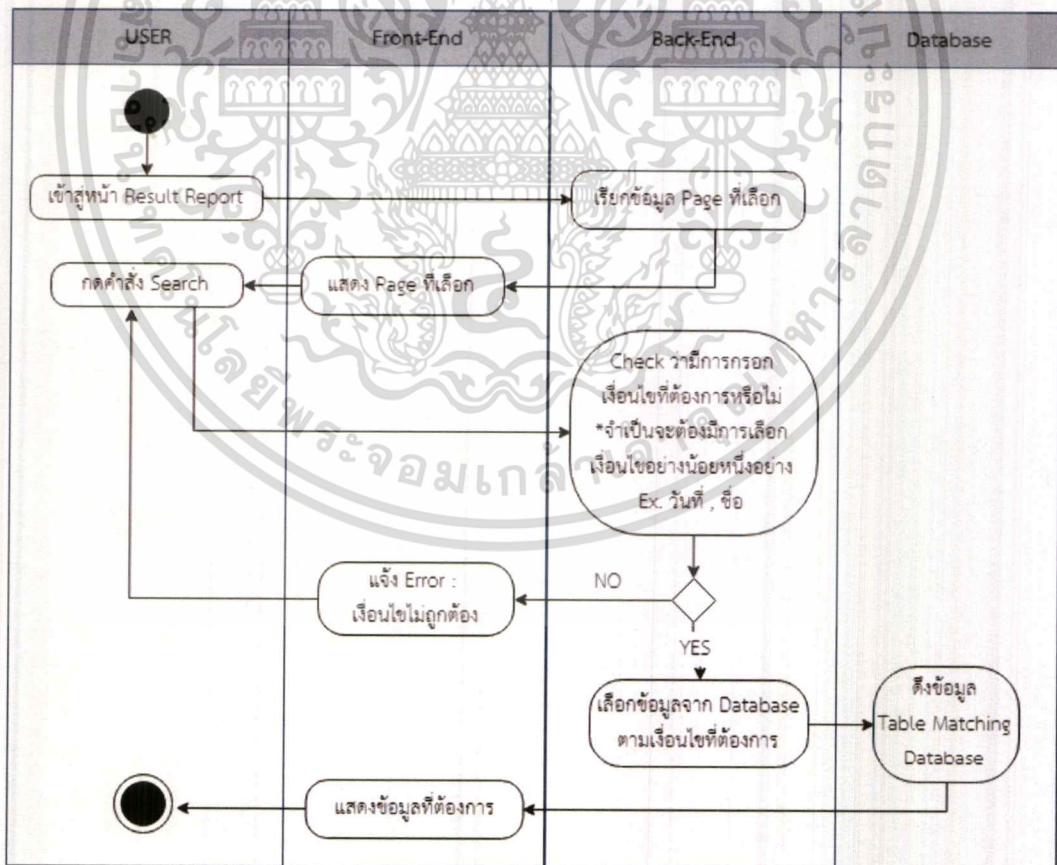 USER Front-End Back-End Database
เข้าสู่หน้า Result Report
เรียกข้อมูล Page ที่เลือก
กดคำสั่ง Search
แสดง Page ที่เลือก
Check ว่ามีการกรอก
เงื่อนไขที่ต้องการหรือไม่
*จำเป็นจะต้องมีการเลือก
เงื่อนไขอย่างน้อยหนึ่งอย่าง
Ex. วันที่ , ชื่อ
แจ้ง Error :
เงื่อนไขไม่ถูกต้อง
NO
YES
เลือกข้อมูลจาก Database
ตามเงื่อนไขที่ต้องการ
ดึงข้อมูล
Table Matching
Database
แสดงข้อมูลที่ต้องการ